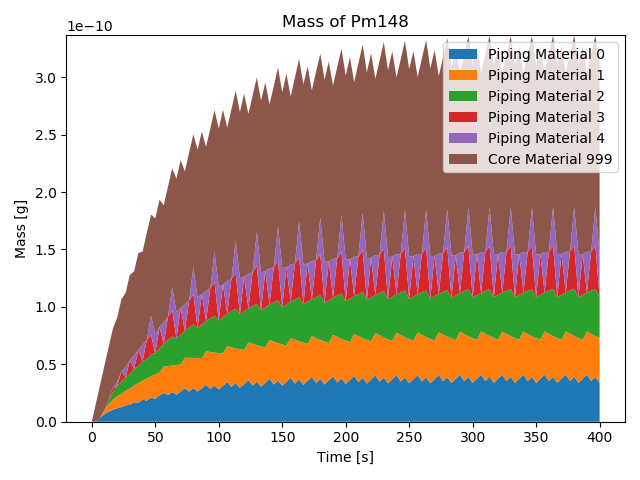 Mass of Pm148
1e−10
Piping Material 0
Piping Material 1
Piping Material 2
Piping Material 3
Piping Material 4
Core Material 999
Mass [g]
3.0
2.5
2.0
1.5
1.0
0.5
0.0
0 50 100 150 200 250 300 350 400
Time [s]